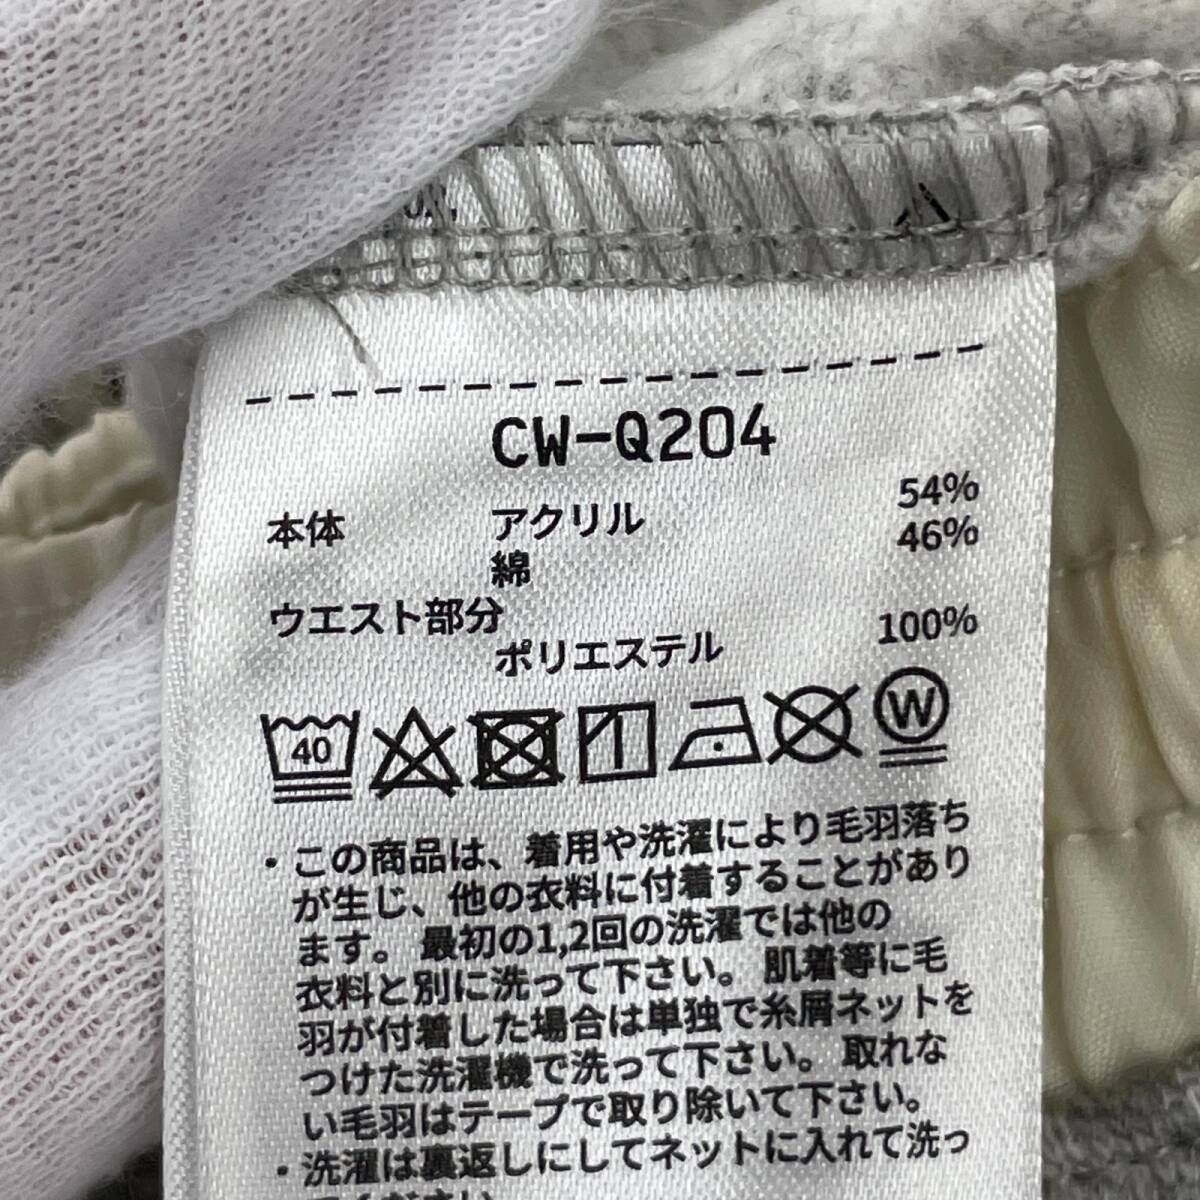 CW-Q204
本体 アクリル 54%
綿 46%
ウエスト部分
ポリエステル 100%
40 W
・この商品は、着用や洗濯により毛羽落ち
が生じ、他の衣料に付着することがあり
ます。最初の1,2回の洗濯では他の
衣料と別に洗って下さい。肌着等に毛
羽が付着した場合は単独で糸屑ネットを
つけた洗濯機で洗って下さい。取れな
い毛羽はテープで取り除いて下さい。
・洗濯は裏返しにしてネットに入れて洗っ